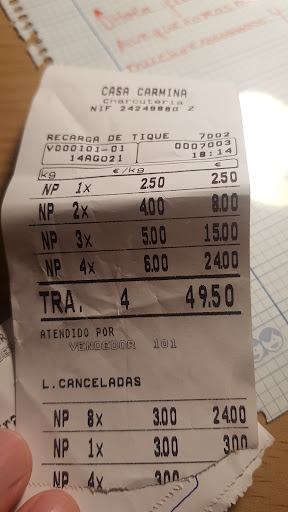 CASA CARMINA
Charcuteria
NIF 24249880 Z
RECARGA DE TIQUE 7002
V000101-01 0007003
14AGO21 18:14
kg €/kg €
NP 1x 2.50 2.50
NP 2x 4.00 8.00
NP 3x 5.00 15.00
NP 4x 6.00 24.00
TRA. 4 49.50
ATENDIDO POR
VENDEDOR 101
L.CANCELADAS
NP 8x 3.00 24.00
NP 1x 3.00 3.00
NP 4x 3.00